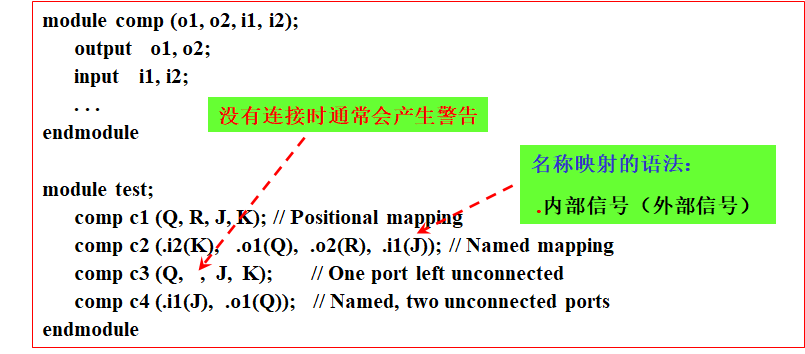 module comp (o1, o2, i1, i2);
output o1, o2;
input i1, i2;
. . .
endmodule
没有连接时通常会产生警告
名称映射的语法：
.内部信号（外部信号）
module test;
comp c1 (Q, R, J, K); // Positional mapping
comp c2 (.i2(K), .o1(Q), .o2(R), .i1(J)); // Named mapping
comp c3 (Q, , J, K); // One port left unconnected
comp c4 (.i1(J), .o1(Q)); // Named, two unconnected ports
endmodule